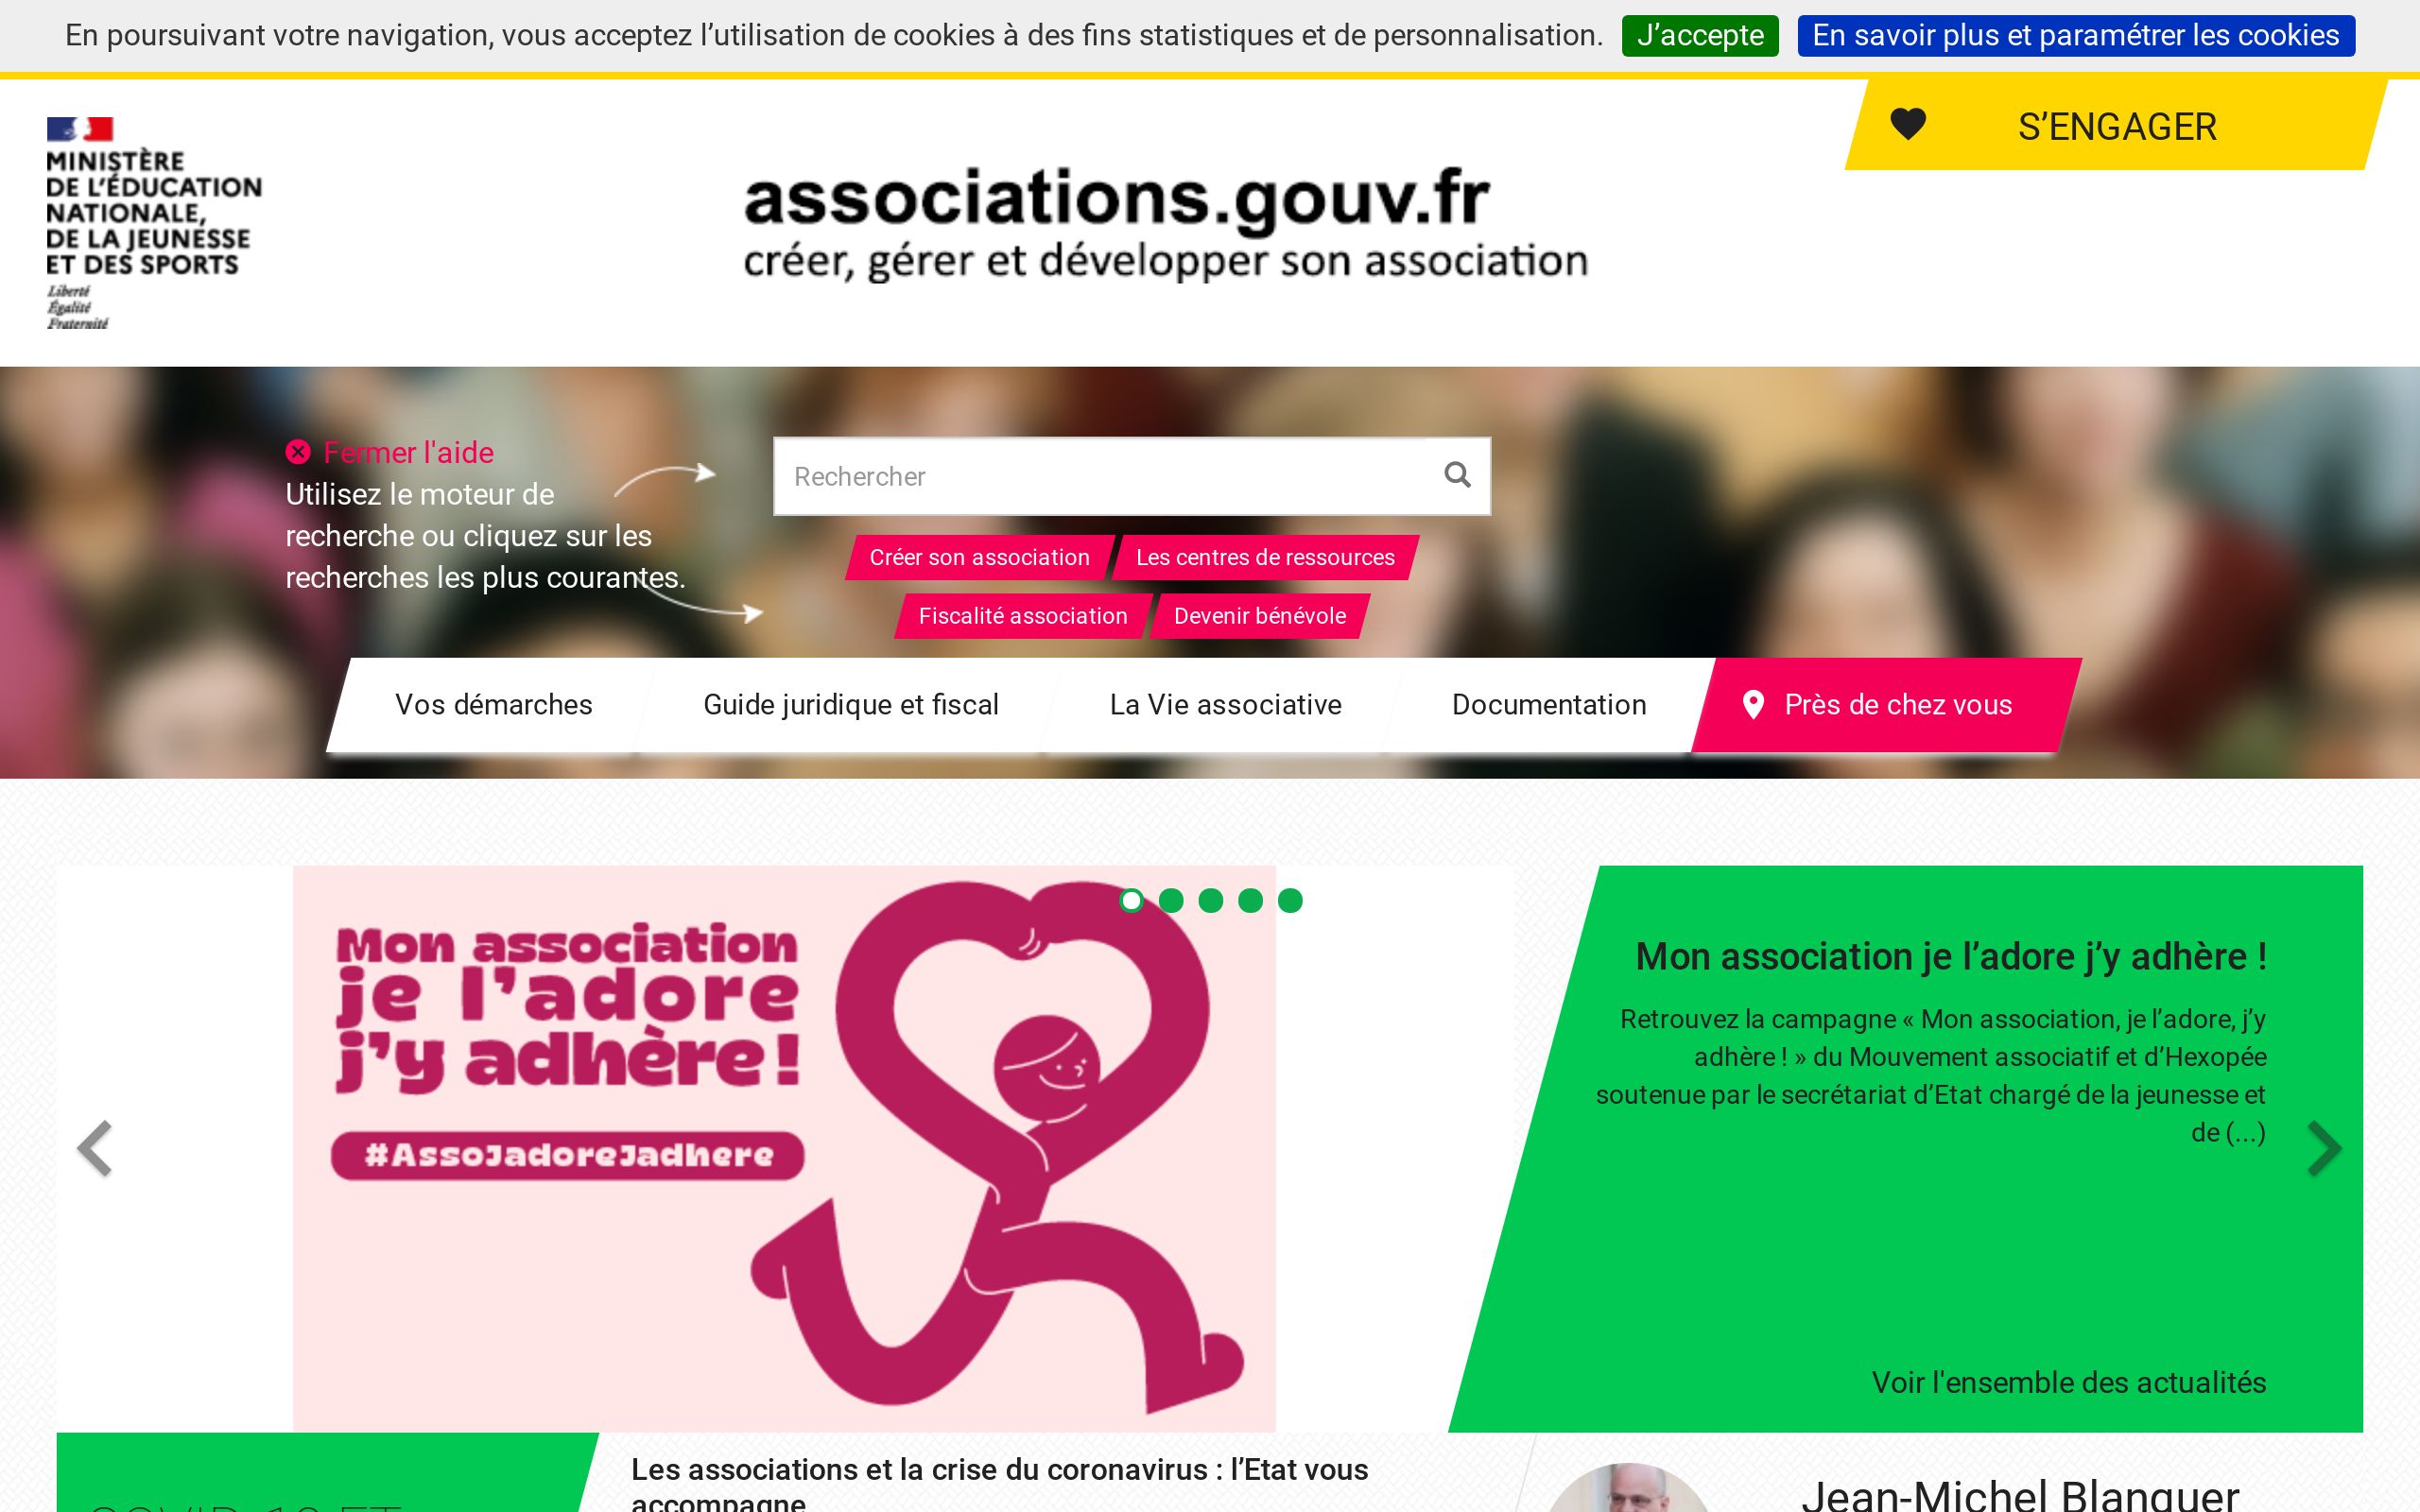 En poursuivant votre navigation, vous acceptez l’utilisation de cookies à des fins statistiques et de personnalisation. J’accepte En savoir plus et paramétrer les cookies
S’ENGAGER
MINISTÈRE
DE L’ÉDUCATION
NATIONALE,
DE LA JEUNESSE
ET DES SPORTS
Liberté
Égalité
Fraternité
associations.gouv.fr
créer, gérer et développer son association
Fermer l'aide
Utilisez le moteur de
recherche ou cliquez sur les
recherches les plus courantes.
Rechercher
Créer son association Les centres de ressources
Fiscalité association Devenir bénévole
Vos démarches Guide juridique et fiscal La Vie associative Documentation Près de chez vous
Mon association
je l’adore
j’y adhère !
#AssoJadoreJadhere
Mon association je l’adore j’y adhère !
Retrouvez la campagne « Mon association, je l’adore, j’y
adhère ! » du Mouvement associatif et d’Hexopée
soutenue par le secrétariat d’Etat chargé de la jeunesse et
de (...)
Voir l'ensemble des actualités
COVID-19 ET
Les associations et la crise du coronavirus : l’Etat vous
accompagne
Jean-Michel Blanquer